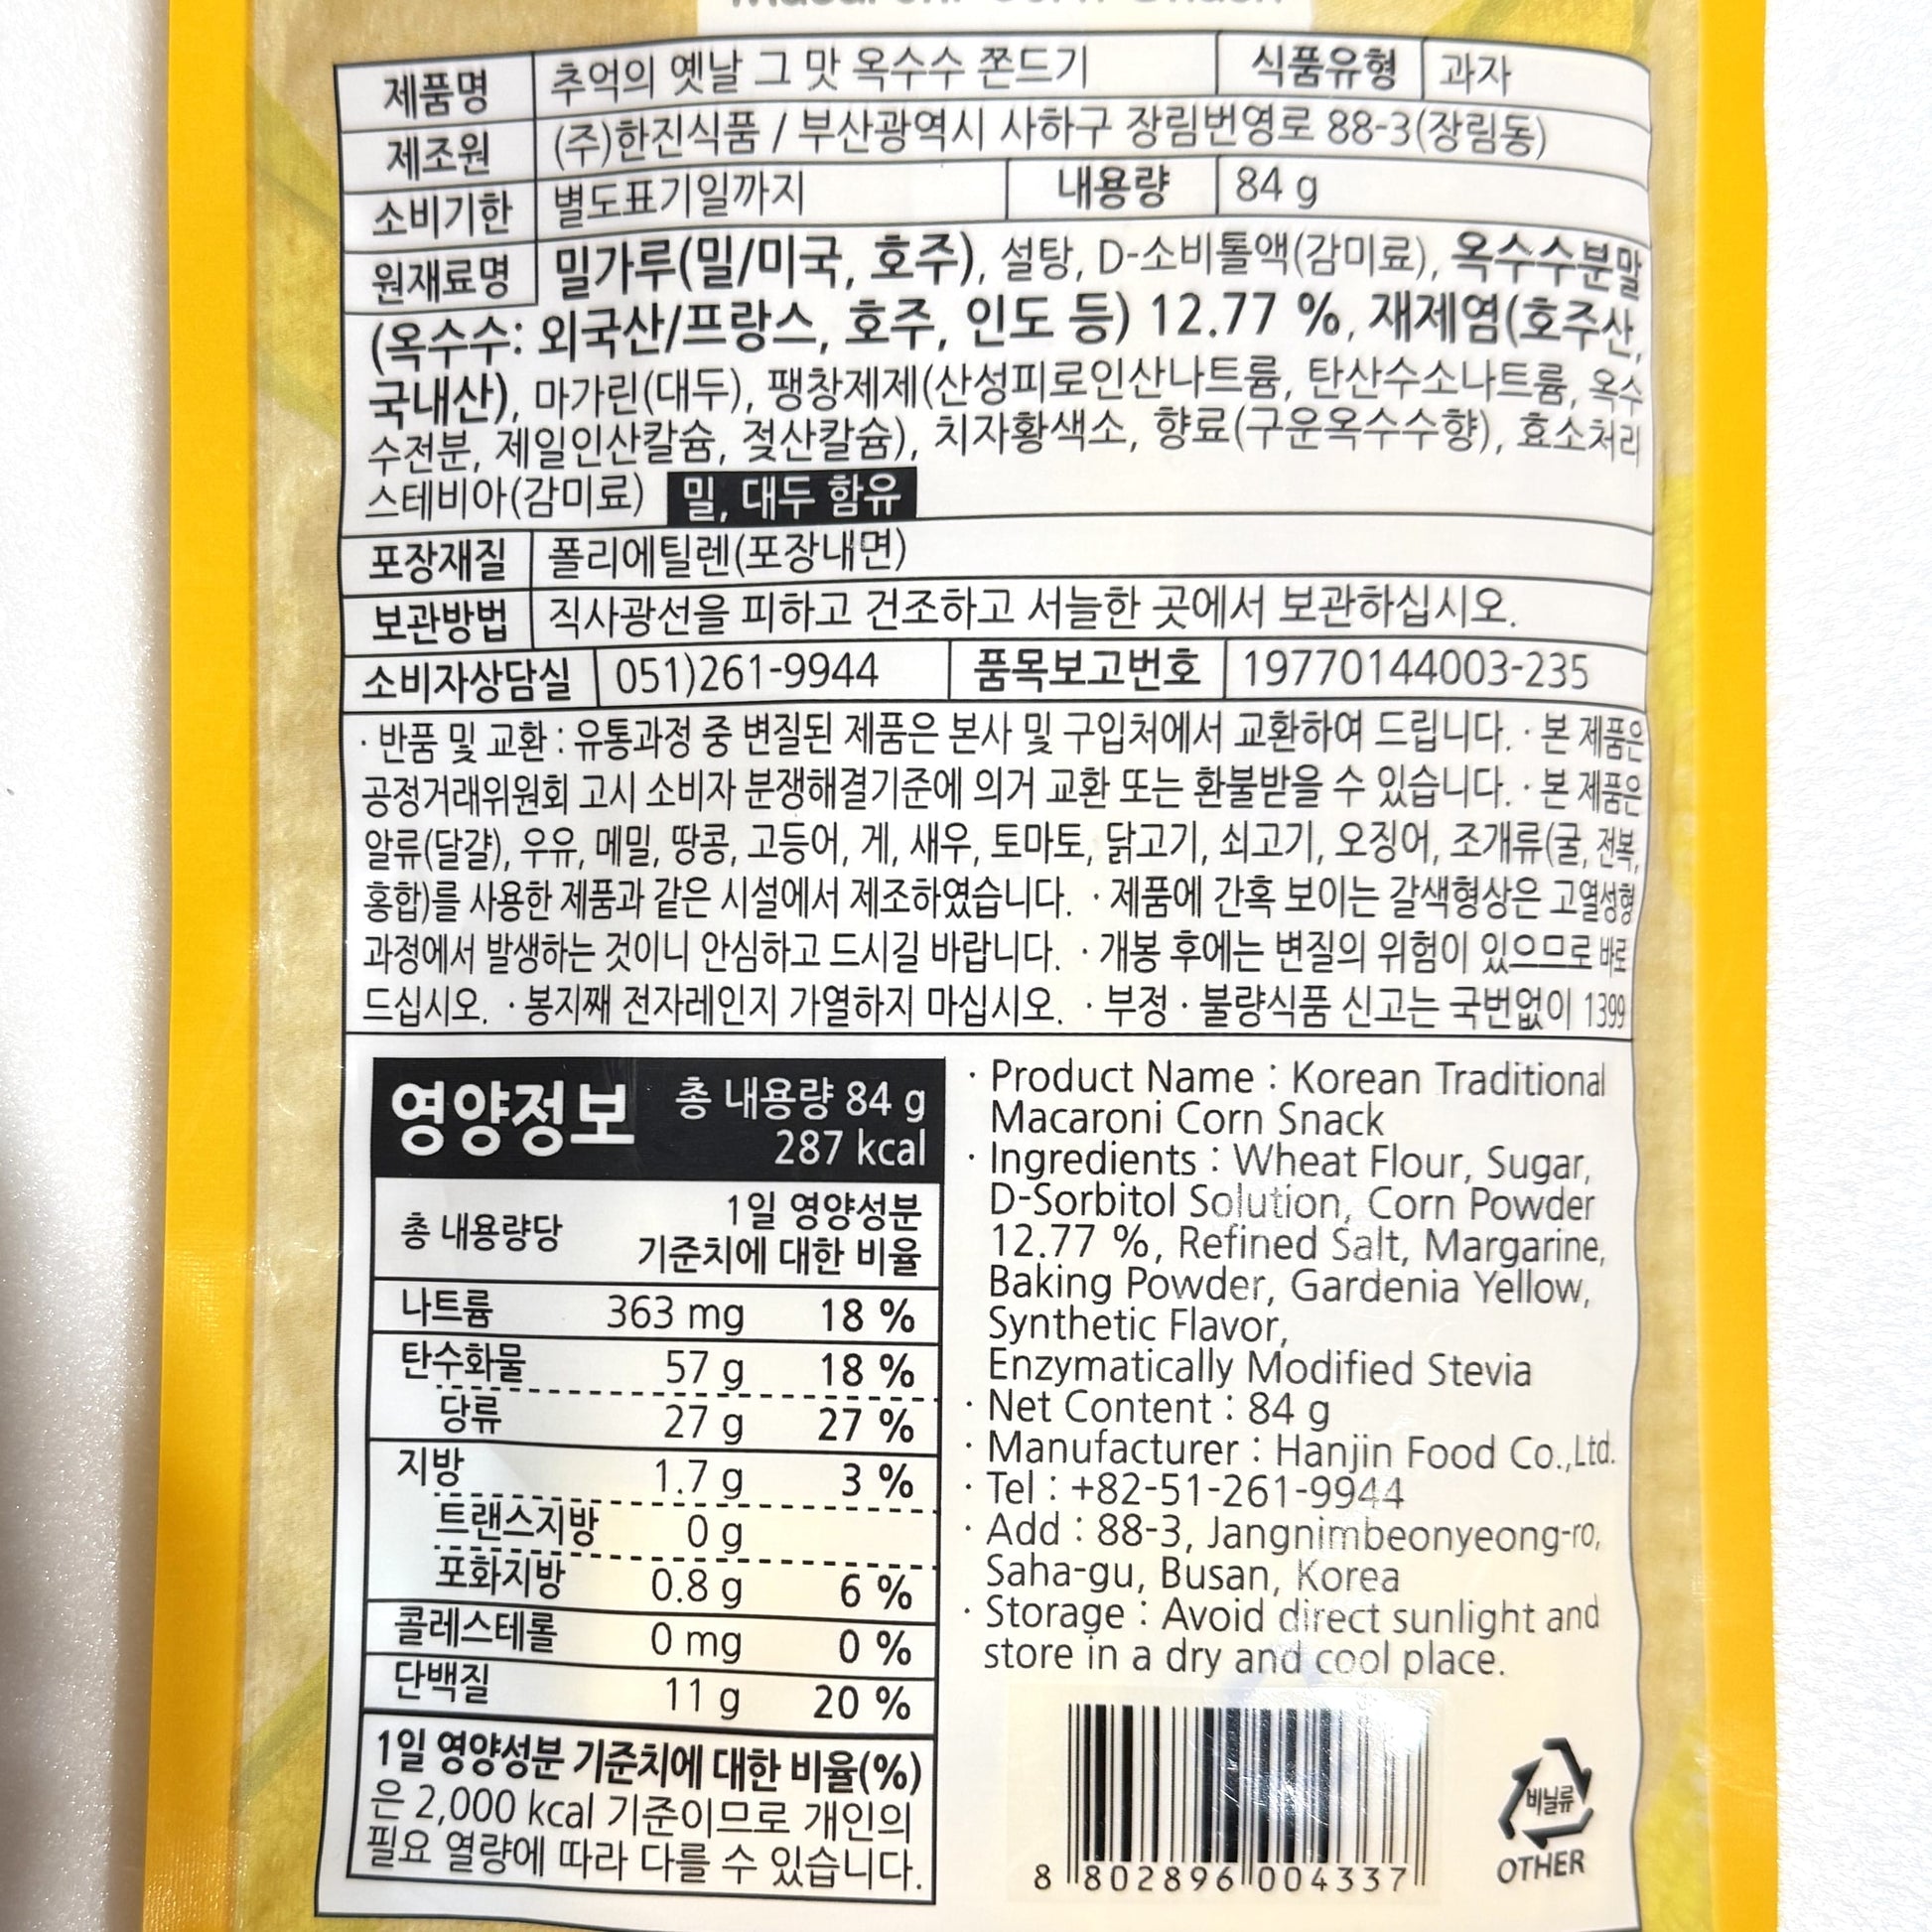 제품명 추억의 옛날 그 맛 옥수수 쫀드기 식품유형 과자
제조원 (주)한진식품 / 부산광역시 사하구 장림번영로 88-3(장림동)
소비기한 별도표기일까지 내용량 84 g
원재료명 밀가루(밀/미국, 호주), 설탕, D-소비톨액(감미료), 옥수수분말
(옥수수: 외국산/프랑스, 호주, 인도 등) 12.77 %, 재제염(호주산,
국내산), 마가린(대두), 팽창제제(산성피로인산나트륨, 탄산수소나트륨, 옥수
수전분, 제일인산칼슘, 젖산칼슘), 치자황색소, 향료(구운옥수수향), 효소처리
스테비아(감미료) 밀, 대두 함유
포장재질 폴리에틸렌(포장내면)
보관방법 직사광선을 피하고 건조하고 서늘한 곳에서 보관하십시오.
소비자상담실 051)261-9944 품목보고번호 19770144003-235
· 반품 및 교환 : 유통과정 중 변질된 제품은 본사 및 구입처에서 교환하여 드립니다. · 본 제품은
공정거래위원회 고시 소비자 분쟁해결기준에 의거 교환 또는 환불받을 수 있습니다. · 본 제품은
알류(달걀), 우유, 메밀, 땅콩, 고등어, 게, 새우, 토마토, 닭고기, 쇠고기, 오징어, 조개류(굴, 전복,
홍합)를 사용한 제품과 같은 시설에서 제조하였습니다. · 제품에 간혹 보이는 갈색형상은 고열성형
과정에서 발생하는 것이니 안심하고 드시길 바랍니다. · 개봉 후에는 변질의 위험이 있으므로 바로
드십시오. · 봉지째 전자레인지 가열하지 마십시오. · 부정 · 불량식품 신고는 국번없이 1399
영양정보 총 내용량 84 g
287 kcal
총 내용량당 1일 영양성분
기준치에 대한 비율
나트륨 363 mg 18 %
탄수화물 57 g 18 %
당류 27 g 27 %
지방 1.7 g 3 %
트랜스지방 0 g
포화지방 0.8 g 6 %
콜레스테롤 0 mg 0 %
단백질 11 g 20 %
1일 영양성분 기준치에 대한 비율(%)
은 2,000 kcal 기준이므로 개인의
필요 열량에 따라 다를 수 있습니다.
· Product Name : Korean Traditional
Macaroni Corn Snack
· Ingredients : Wheat Flour, Sugar,
D-Sorbitol Solution, Corn Powder
12.77 %, Refined Salt, Margarine,
Baking Powder, Gardenia Yellow,
Synthetic Flavor,
Enzymatically Modified Stevia
· Net Content : 84 g
· Manufacturer : Hanjin Food Co.,Ltd.
· Tel : +82-51-261-9944
· Add : 88-3, Jangnimbeonyeong-ro,
Saha-gu, Busan, Korea
· Storage : Avoid direct sunlight and
store in a dry and cool place.
8 802896 004337
비닐류
OTHER